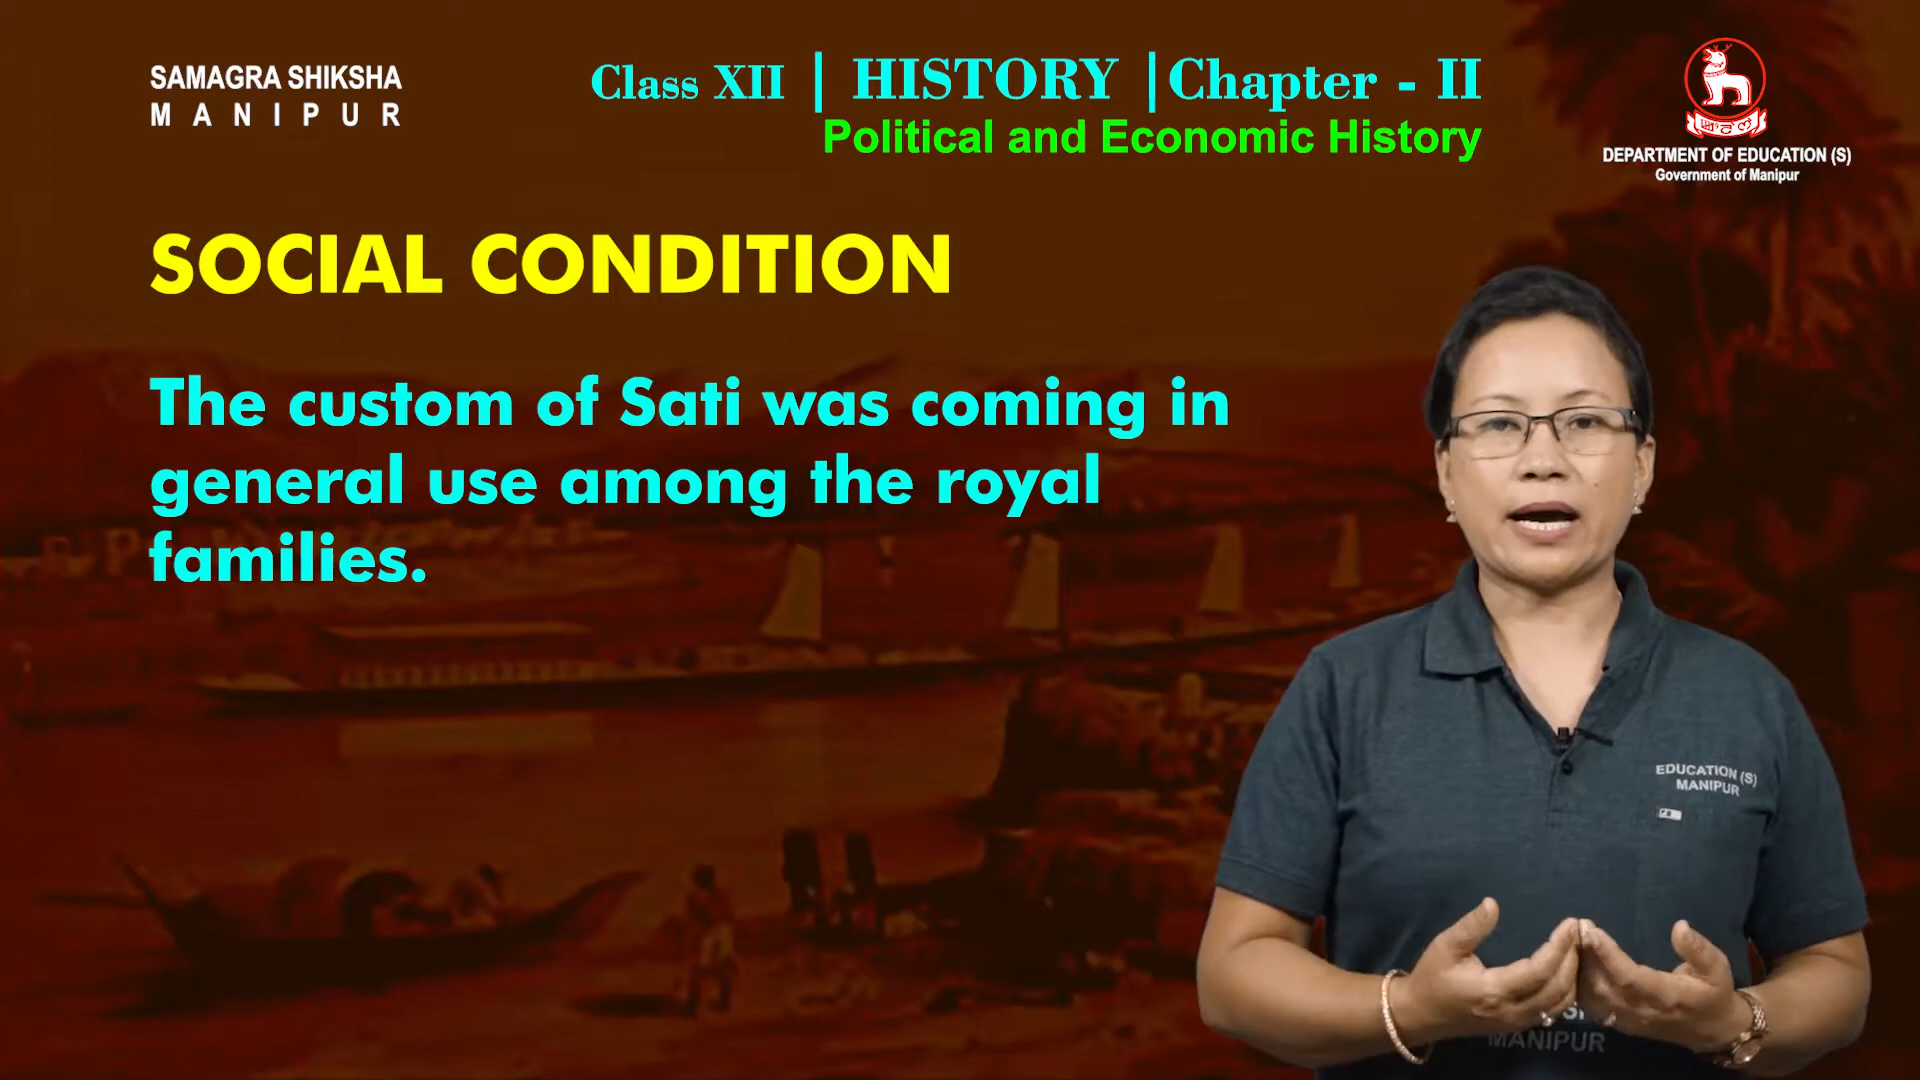 SAMAGRA SHIKSHA
MANIPUR
Class XII | HISTORY | Chapter - II
Political and Economic History
DEPARTMENT OF EDUCATION (S)
Government of Manipur
SOCIAL CONDITION
The custom of Sati was coming in
general use among the royal
families.
EDUCATION (S)
MANIPUR
MANIPUR